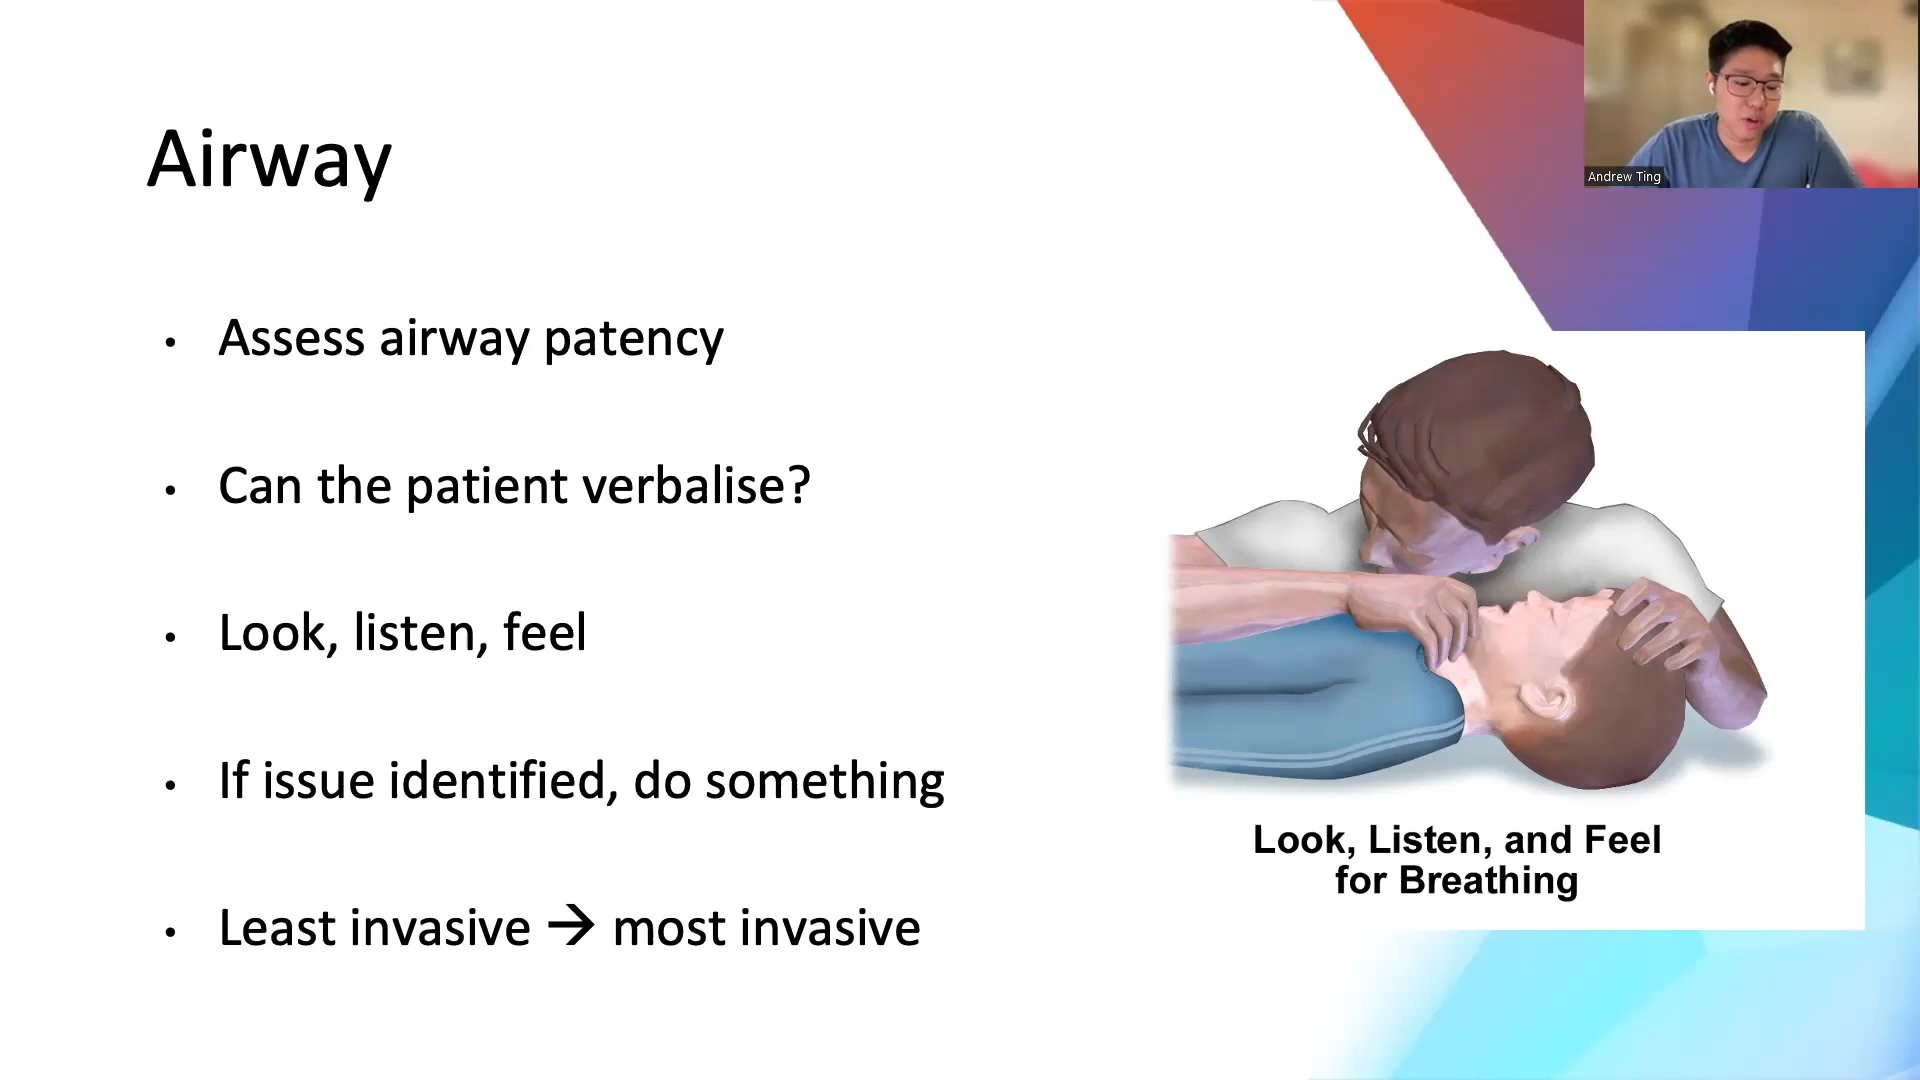 Airway
• Assess airway patency
• Can the patient verbalise?
• Look, listen, feel
• If issue identified, do something
• Least invasive → most invasive
Look, Listen, and Feel
for Breathing
Andrew Ting